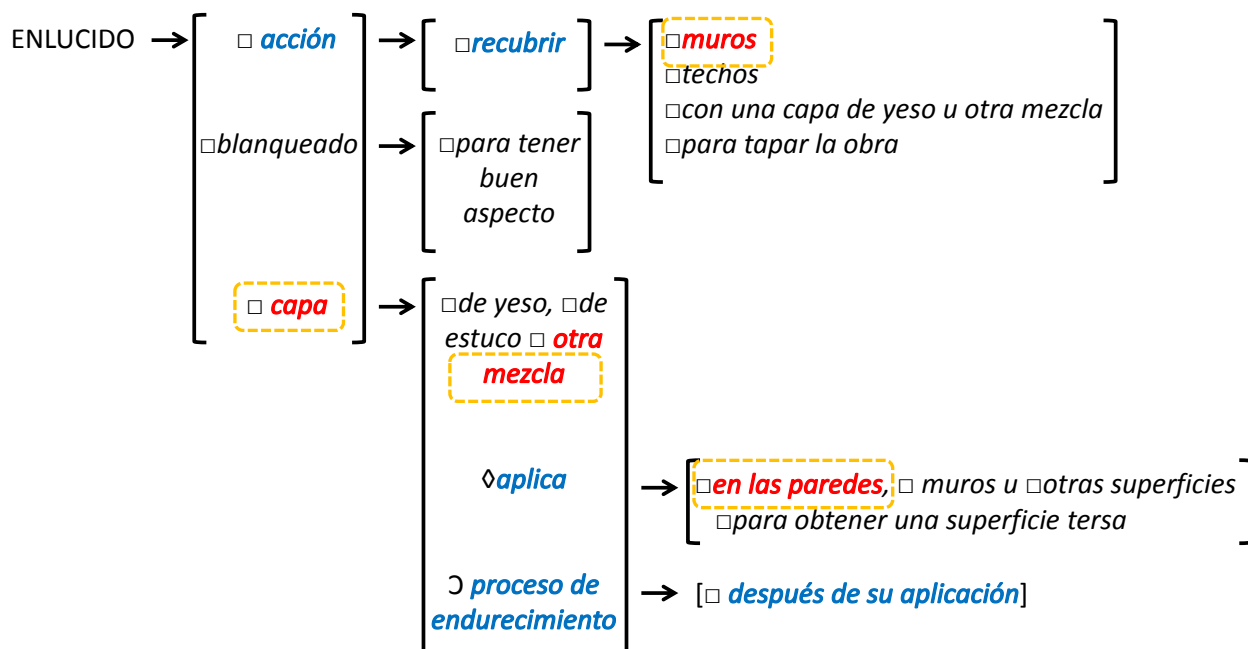 ENLUCIDO → □ acción → □recubrir → □muros
□techos
□con una capa de yeso u otra mezcla
□para tapar la obra
□blanqueado → □para tener
buen
aspecto
□ capa → □de yeso, □de
estuco □ otra
mezcla
◊aplica → □en las paredes, □ muros u □otras superficies
□para obtener una superficie tersa
Ɔ proceso de
endurecimiento → [□ después de su aplicación]